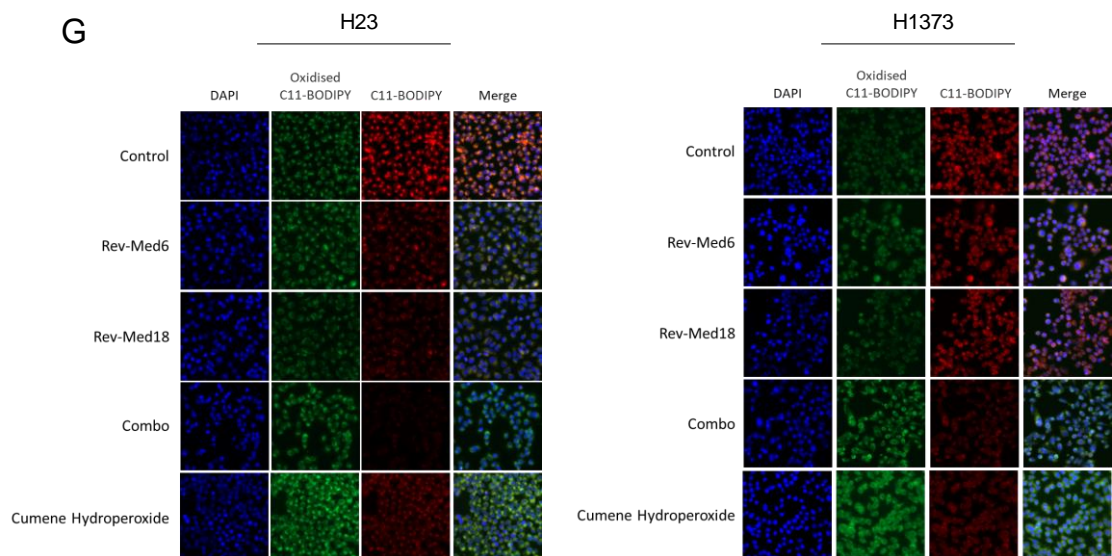 G
H23
DAPI
Oxidised
C11-BODIPY
C11-BODIPY
Merge
Control
Rev-Med6
Rev-Med18
Combo
Cumene Hydroperoxide
H1373
DAPI
Oxidised
C11-BODIPY
C11-BODIPY
Merge
Control
Rev-Med6
Rev-Med18
Combo
Cumene Hydroperoxide